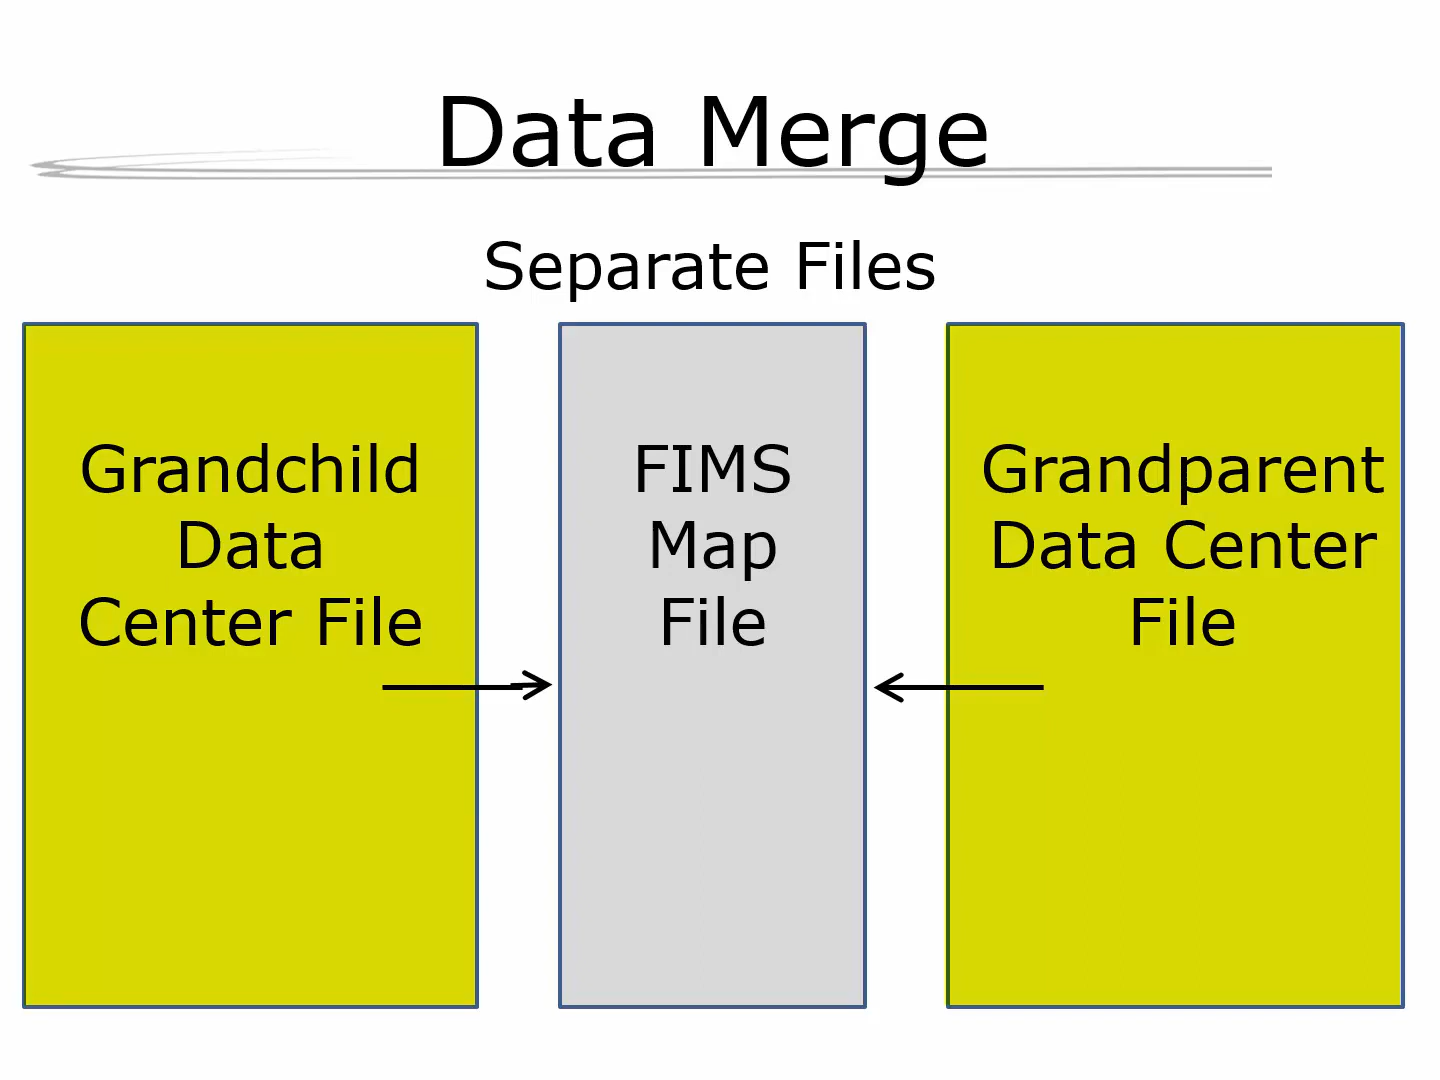 Data Merge
Separate Files
Grandchild
Data
Center File
FIMS
Map
File
Grandparent
Data Center
File